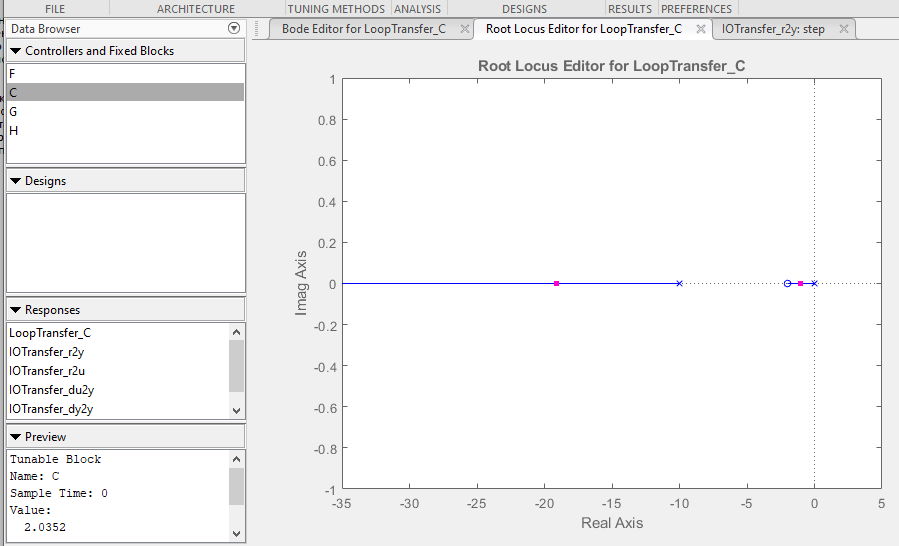 FILE ARCHITECTURE TUNING METHODS ANALYSIS DESIGNS RESULTS PREFERENCES
Data Browser
Bode Editor for LoopTransfer_C Root Locus Editor for LoopTransfer_C IOTransfer_r2y: step
Controllers and Fixed Blocks
F
C
G
H
Designs
Responses
LoopTransfer_C
IOTransfer_r2y
IOTransfer_r2u
IOTransfer_du2y
IOTransfer_dy2y
Preview
Tunable Block
Name: C
Sample Time: 0
Value:
2.0352
Root Locus Editor for LoopTransfer_C
1
0.8
0.6
0.4
0.2
0
-0.2
-0.4
-0.6
-0.8
-1
Imag Axis
-35 -30 -25 -20 -15 -10 -5 0 5
Real Axis